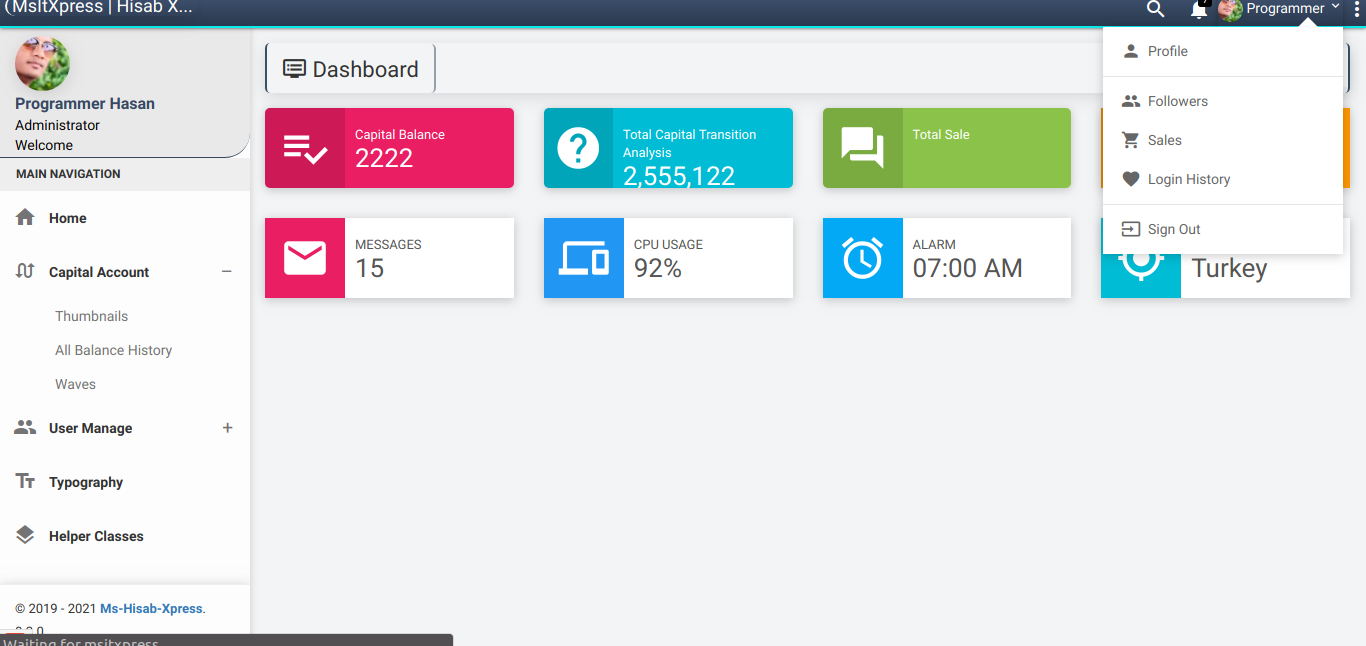 (MsItXpress | Hisab X...
Programmer
Programmer Hasan
Administrator
Welcome
MAIN NAVIGATION
Home
Capital Account
Thumbnails
All Balance History
Waves
User Manage
Typography
Helper Classes
© 2019 - 2021 Ms-Hisab-Xpress.
Waiting for msitxpress
Dashboard
Capital Balance
2222
Total Capital Transition
Analysis
2,555,122
Total Sale
MESSAGES
15
CPU USAGE
92%
ALARM
07:00 AM
Turkey
Profile
Followers
Sales
Login History
Sign Out